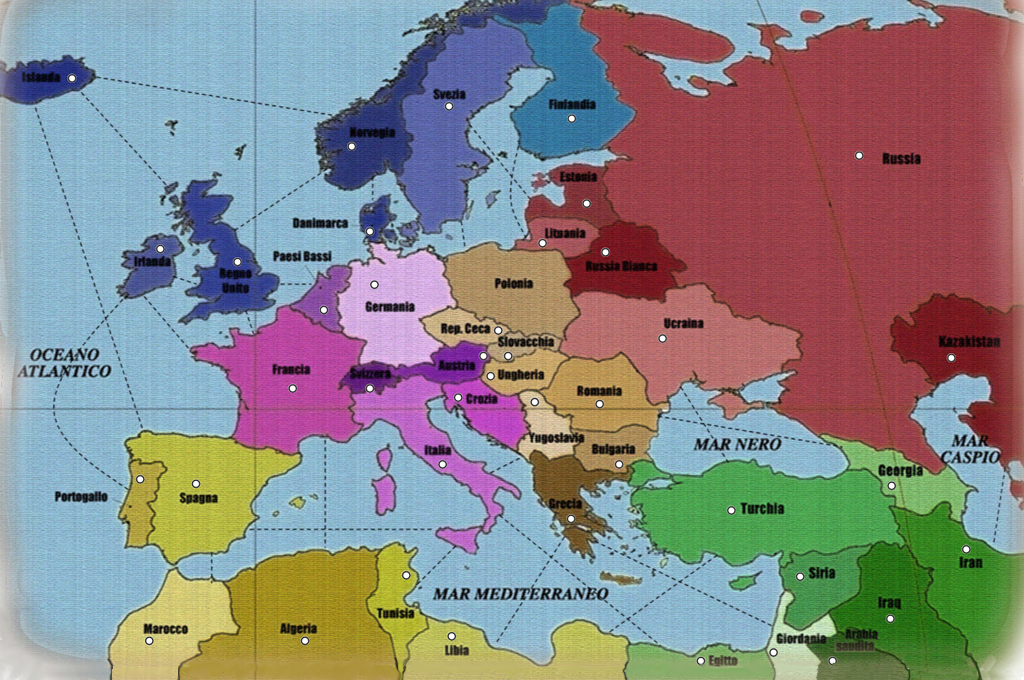 Islanda
Svezia
Finlandia
Norvegia
Russia
Estonia
Danimarca
Lituania
Irlanda
Paesi Bassi
Regno
Unito
Russia Bianca
Polonia
Germania
Ucraina
Rep. Ceca
Slovacchia
Kazakistan
OCEANO
ATLANTICO
Francia
Svizzera
Austria
Ungheria
Romania
Crozia
Yugoslavia
Bulgaria
MAR NERO
MAR
CASPIO
Italia
Georgia
Portogallo
Spagna
Grecia
Turchia
Iran
Siria
MAR MEDITERRANEO
Iraq
Tunisia
Marocco
Algeria
Libia
Giordania
Arabia
saudita
Egitto